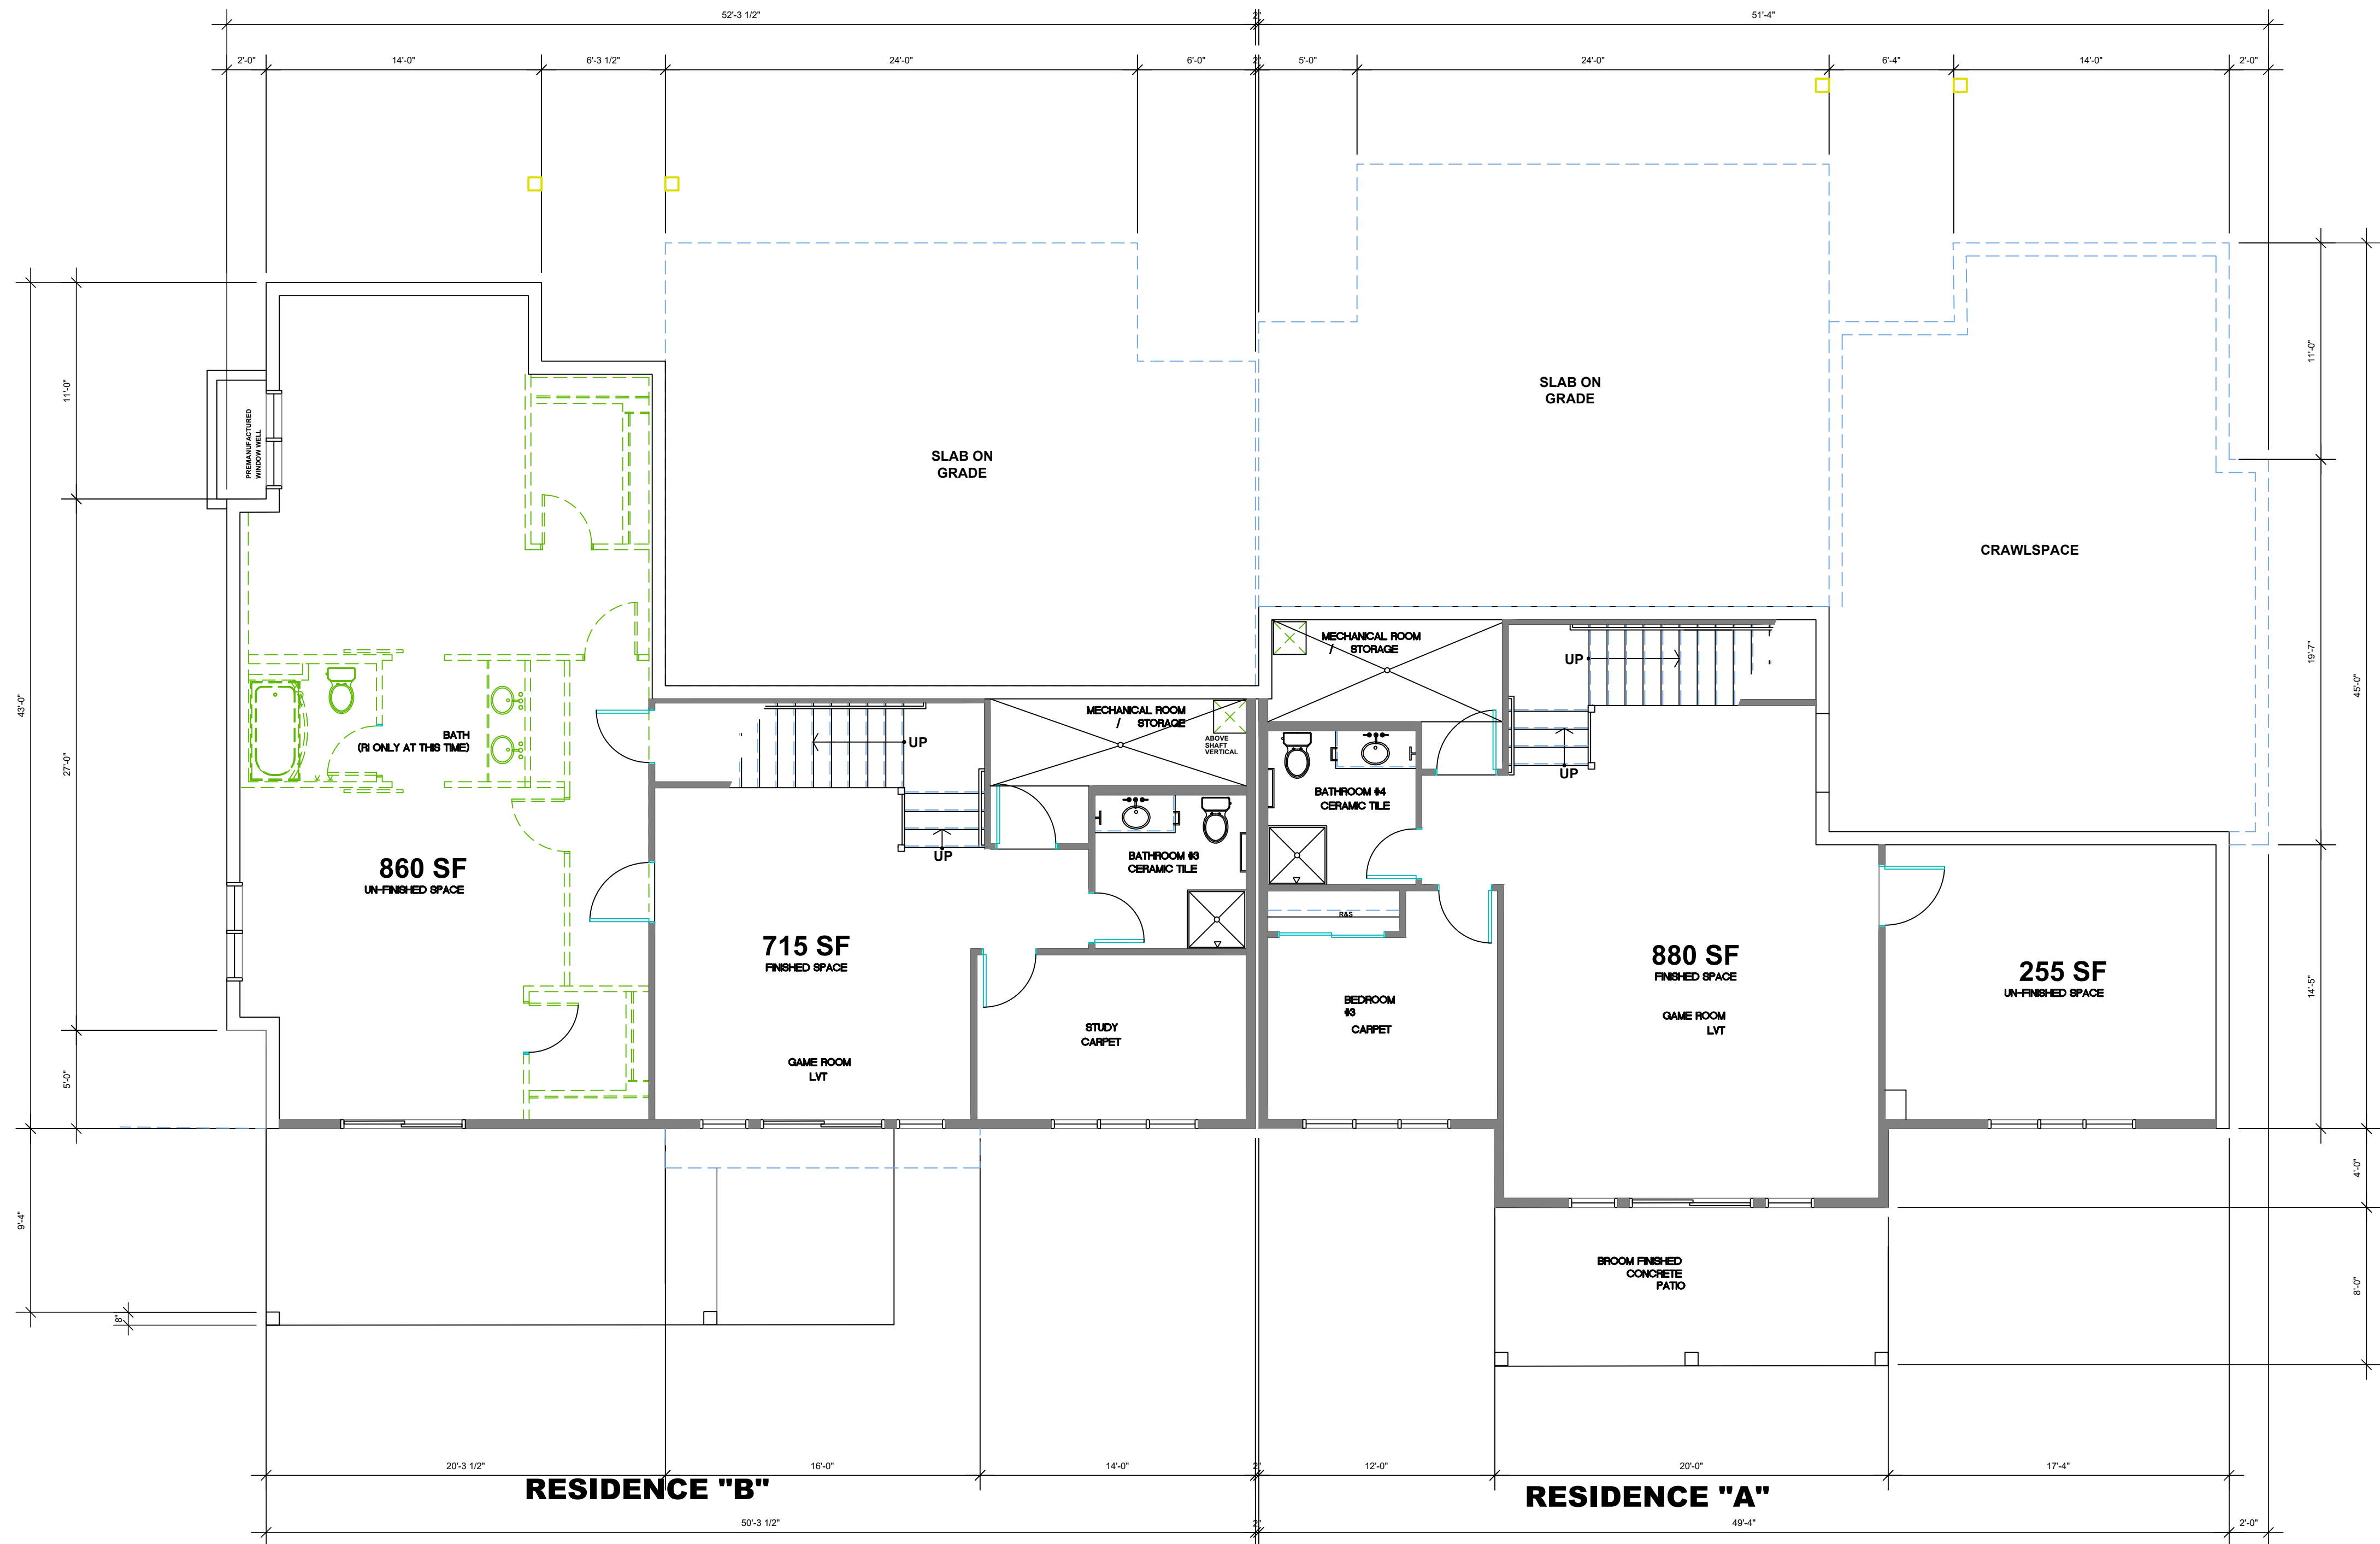 52'-3 1/2"
2"
51'-4"
2'-0"
14'-0"
6'-3 1/2"
24'-0"
6'-0"
2"
5'-0"
24'-0"
6'-4"
14'-0"
2'-0"
SLAB ON
GRADE
SLAB ON
GRADE
CRAWLSPACE
PREMANUFACTURED
WINDOW WELL
11'-0"
43'-0"
27'-0"
5'-0"
9'-4"
8"
11'-0"
19'-7"
45'-0"
14'-5"
4'-0"
8'-0"
MECHANICAL ROOM
/ STORAGE
UP
UP
MECHANICAL ROOM
/ STORAGE
ABOVE
SHAFT
VERTICAL
UP
UP
BATH
(RI ONLY AT THIS TIME)
BATHROOM #4
CERAMIC TILE
BATHROOM #3
CERAMIC TILE
860 SF
UN-FINISHED SPACE
715 SF
FINISHED SPACE
R&S
880 SF
FINISHED SPACE
255 SF
UN-FINISHED SPACE
BEDROOM
#3
CARPET
GAME ROOM
LVT
STUDY
CARPET
GAME ROOM
LVT
BROOM FINISHED
CONCRETE
PATIO
20'-3 1/2"
16'-0"
14'-0"
2"
12'-0"
20'-0"
17'-4"
RESIDENCE "B"
RESIDENCE "A"
50'-3 1/2"
2"
49'-4"
2'-0"